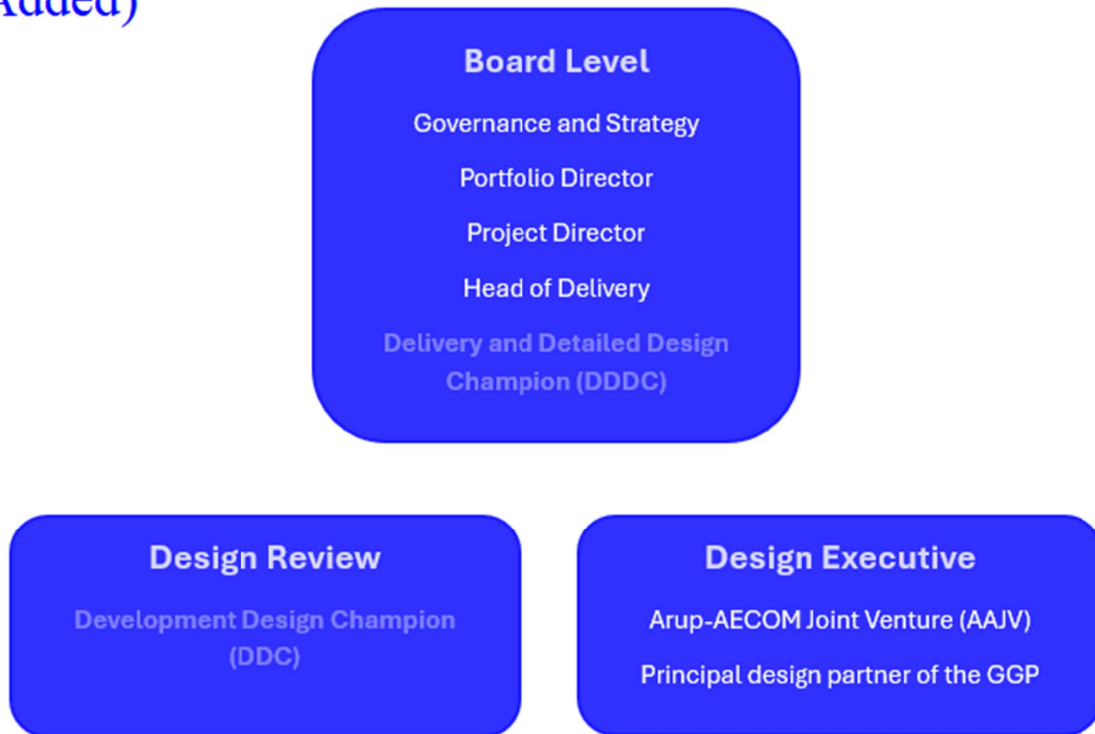 Added)
Board Level
Governance and Strategy
Portfolio Director
Project Director
Head of Delivery
Delivery and Detailed Design
Champion (DDDC)
Design Review
Development Design Champion
(DDC)
Design Executive
Arup-AECOM Joint Venture (AAJV)
Principal design partner of the GGP